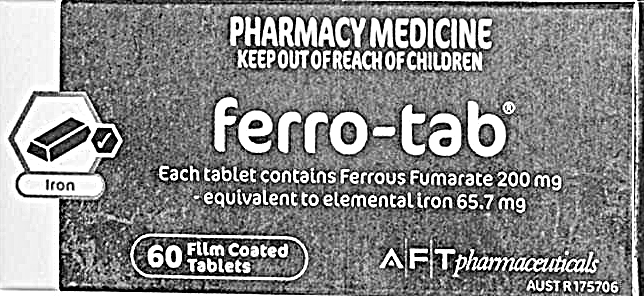 PHARMACY MEDICINE
KEEP OUT OF REACH OF CHILDREN
ferro-tab®
Each tablet contains Ferrous Fumarate 200 mg
- equivalent to elemental iron 65.7 mg
Iron
60 Film Coated
Tablets
AFT pharmaceuticals
AUST R 175706